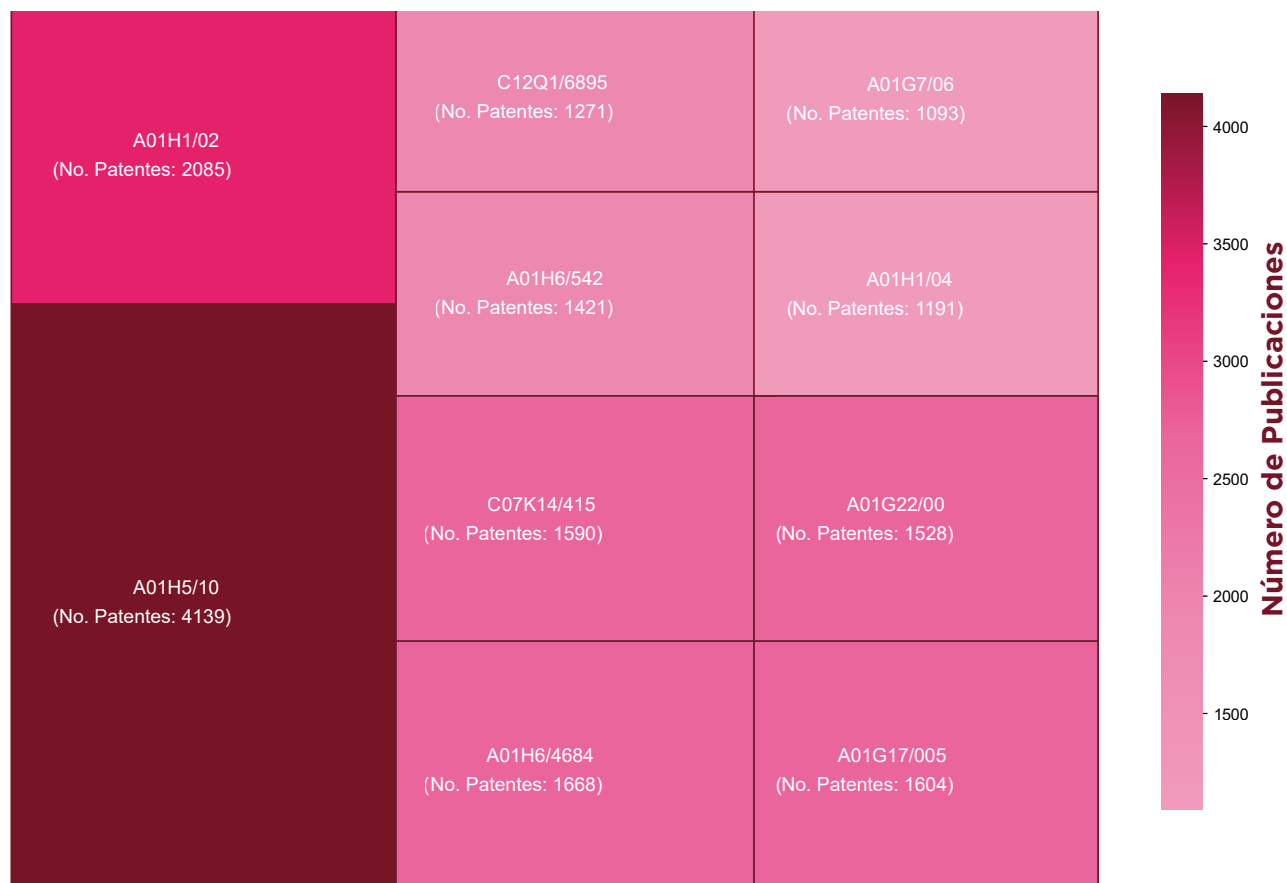 A01H1/02
(No. Patentes: 2085)
A01H5/10
(No. Patentes: 4139)
C12Q1/6895
(No. Patentes: 1271)
A01H6/542
(No. Patentes: 1421)
C07K14/415
(No. Patentes: 1590)
A01H6/4684
(No. Patentes: 1668)
A01G7/06
(No. Patentes: 1093)
A01H1/04
(No. Patentes: 1191)
A01G22/00
(No. Patentes: 1528)
A01G17/005
(No. Patentes: 1604)
4000
3500
3000
2500
2000
1500
Número de Publicaciones